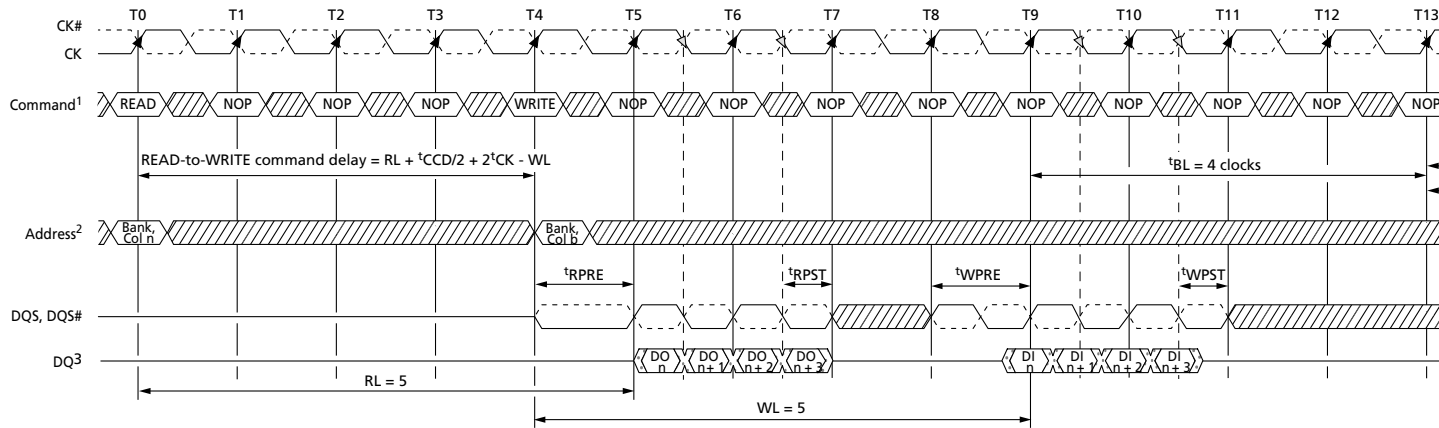 T0 T1 T2 T3 T4 T5 T6 T7 T8 T9 T10 T11 T12 T13
CK#
CK
Command1 READ NOP NOP NOP WRITE NOP NOP NOP NOP NOP NOP NOP NOP NOP
READ-to-WRITE command delay = RL + tCCD/2 + 2tCK - WL
tBL = 4 clocks
Address2 Bank, Col n Bank, Col b
tRPRE tRPST tWPRE tWPST
DQS, DQS#
DQ3 DO n DO n + 1 DO n + 2 DO n + 3 DI n DI n + 1 DI n + 2 DI n + 3
RL = 5
WL = 5